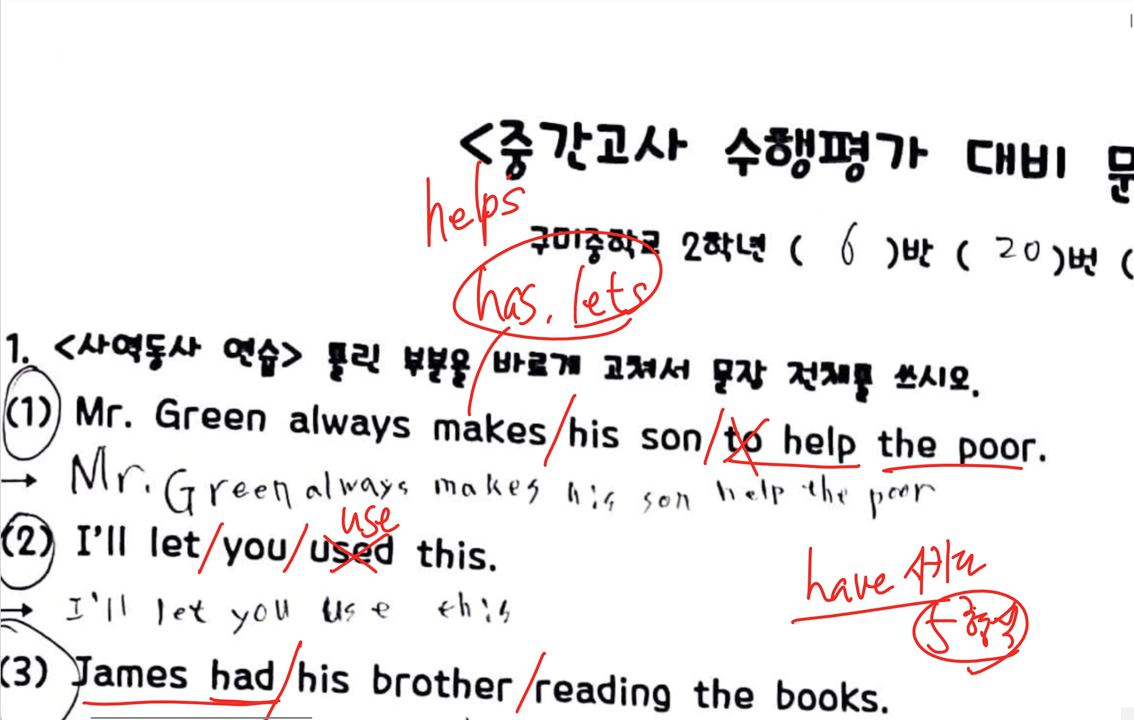 <중간고사 수행평가 대비 문
helps
구미중학교 2학년 ( 6 )반 ( 20 )번 (
has. lets
1. <사역동사 연습> 틀린 부분을 바르게 고쳐서 문장 전체를 쓰시오.
(1) Mr. Green always makes/his son/to help the poor.
→ Mr. Green always makes his son help the poor
use
(2) I'll let/you/used this.
→ I'll let you use this
have 시키다
5형식
(3) James had/his brother/reading the books.